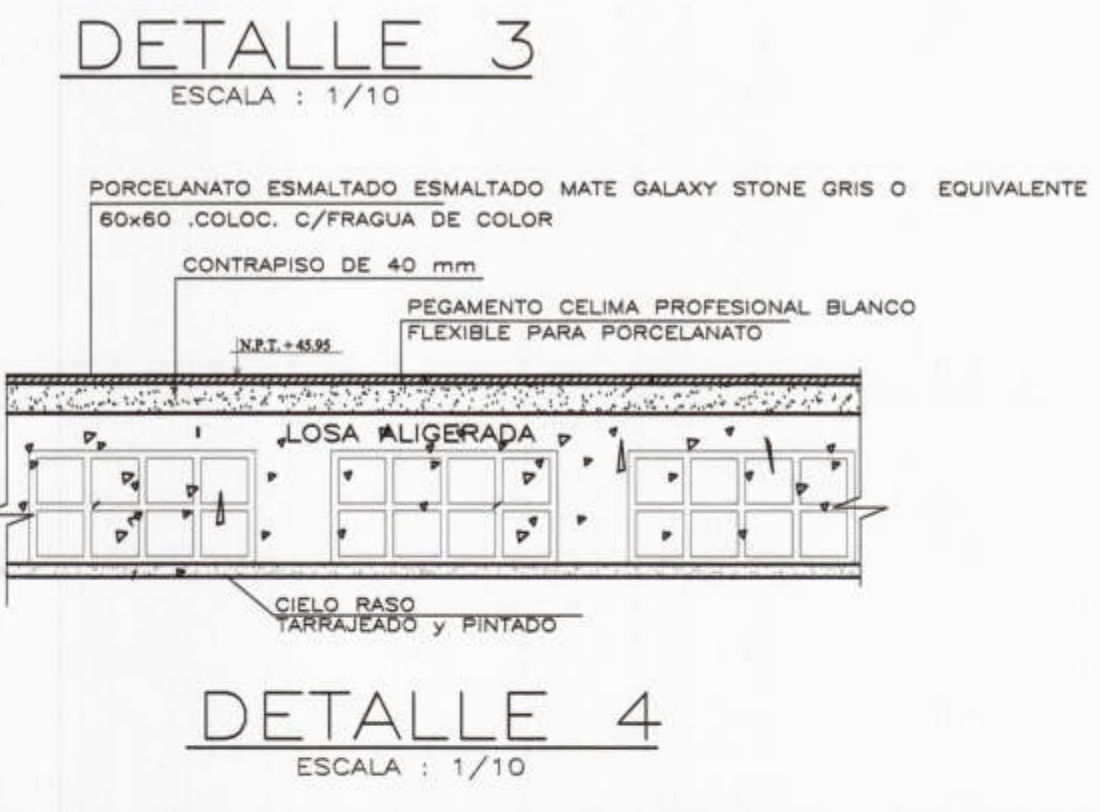 DETALLE 3
ESCALA : 1/10
PORCELANATO ESMALTADO ESMALTADO MATE GALAXY STONE GRIS O EQUIVALENTE
60x60 .COLOC. C/FRAGUA DE COLOR
CONTRAPISO DE 40 mm
PEGAMENTO CELIMA PROFESIONAL BLANCO
FLEXIBLE PARA PORCELANATO
N.P.T. +45.95
LOSA ALIGERADA
CIELO RASO
TARRAJEADO y PINTADO
DETALLE 4
ESCALA : 1/10